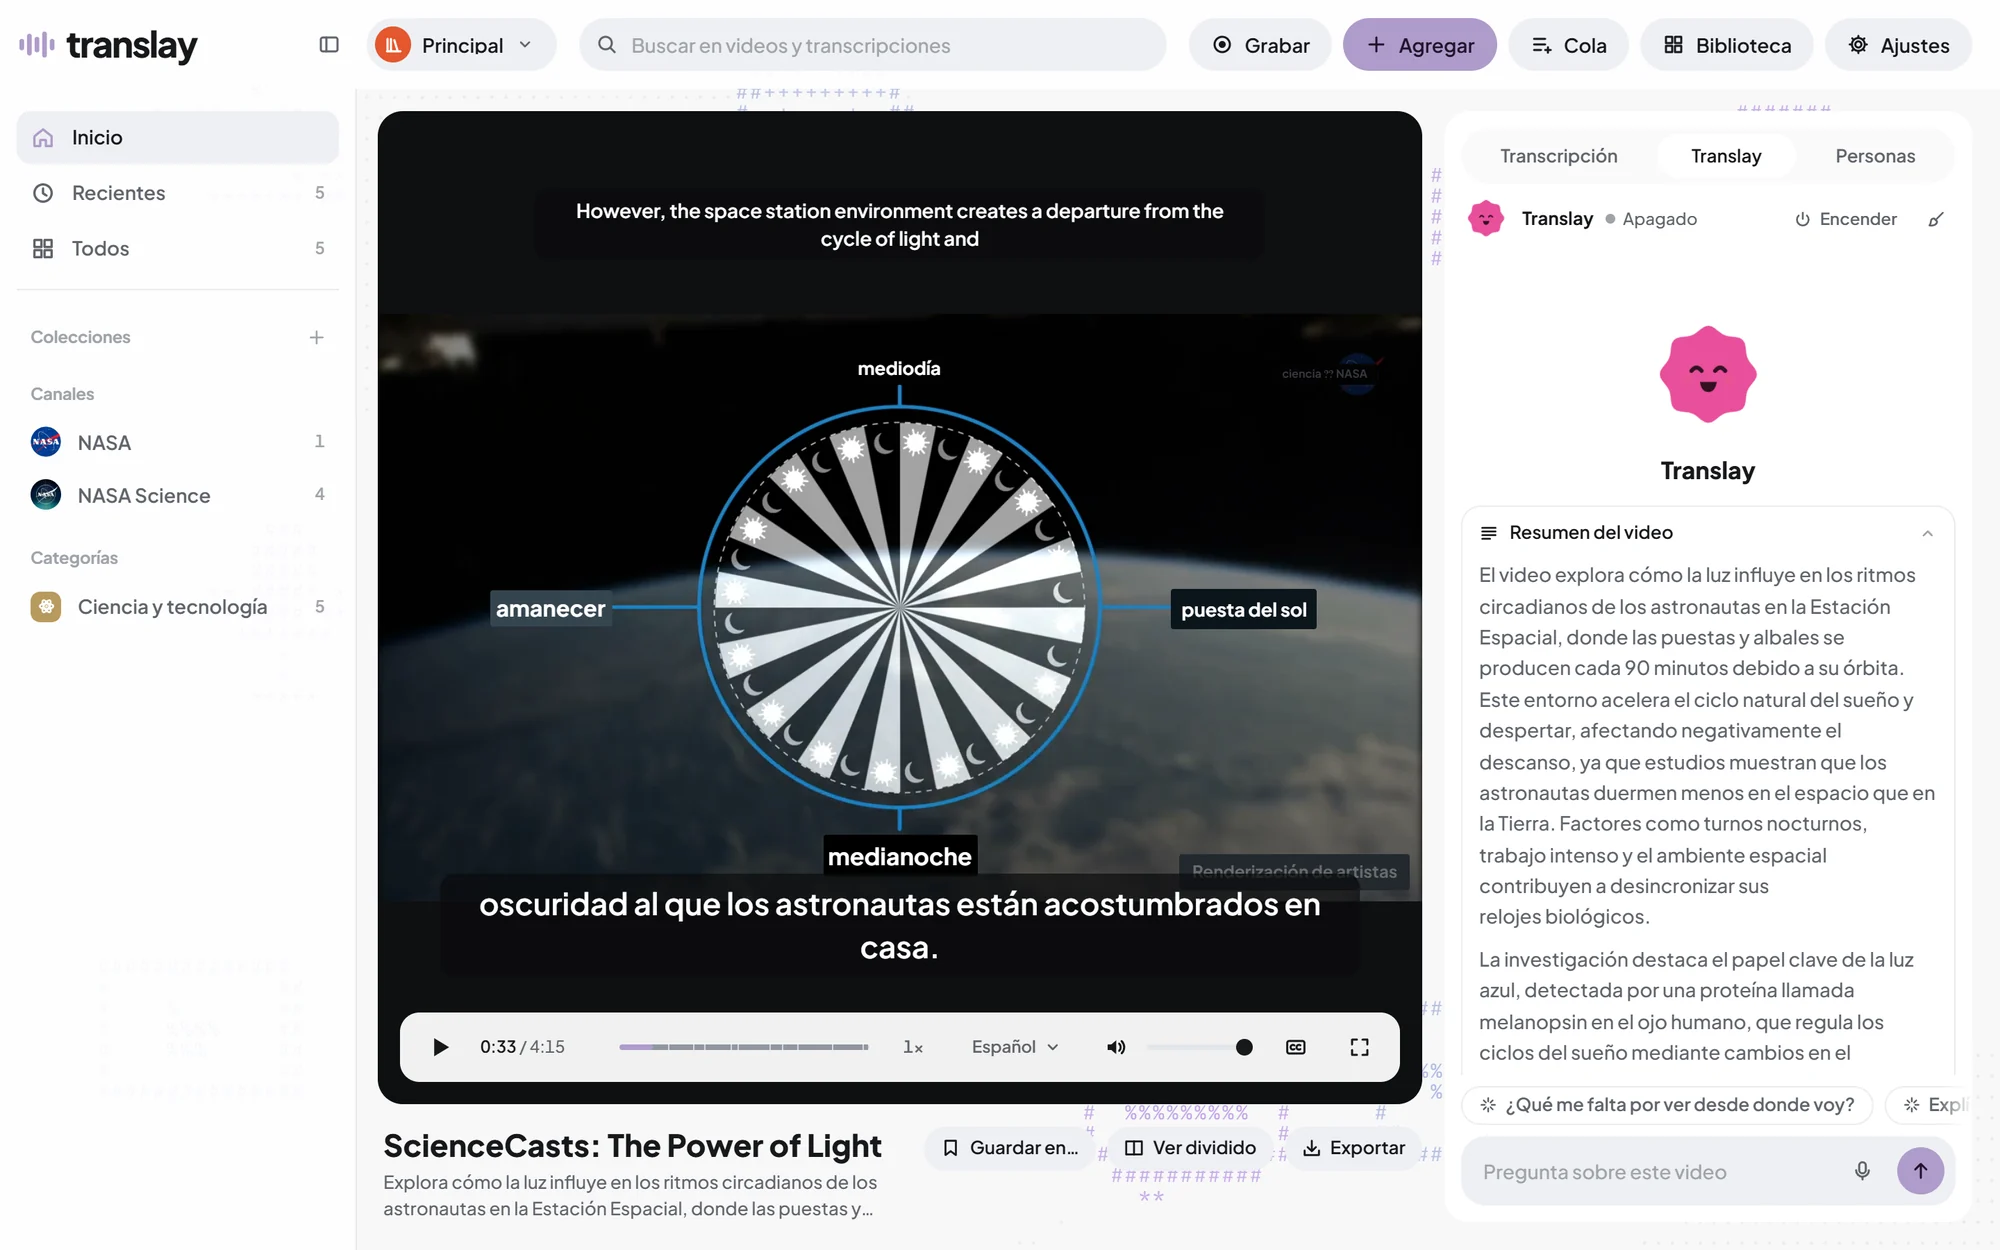 translay
Principal
Buscar en videos y transcripciones
Grabar
Agregar
Cola
Biblioteca
Ajustes
Inicio
Recientes 5
Todos 5
Colecciones
Canales
NASA 1
NASA Science 4
Categorías
Ciencia y tecnología 5
However, the space station environment creates a departure from the
cycle of light and
mediodía
ciencia ?? NASA
amanecer
puesta del sol
medianoche
Renderización de artistas
oscuridad al que los astronautas están acostumbrados en
casa.
0:33 / 4:15
1×
Español
ScienceCasts: The Power of Light
Explora cómo la luz influye en los ritmos circadianos de los
astronautas en la Estación Espacial, donde las puestas y…
Guardar en…
Ver dividido
Exportar
Transcripción
Translay
Personas
Translay
Apagado
Encender
Translay
Resumen del video
El video explora cómo la luz influye en los ritmos
circadianos de los astronautas en la Estación
Espacial, donde las puestas y albales se
producen cada 90 minutos debido a su órbita.
Este entorno acelera el ciclo natural del sueño y
despertar, afectando negativamente el
descanso, ya que estudios muestran que los
astronautas duermen menos en el espacio que en
la Tierra. Factores como turnos nocturnos,
trabajo intenso y el ambiente espacial
contribuyen a desincronizar sus
relojes biológicos.
La investigación destaca el papel clave de la luz
azul, detectada por una proteína llamada
melanopsin en el ojo humano, que regula los
ciclos del sueño mediante cambios en el
¿Qué me falta por ver desde donde voy?
Expli
Pregunta sobre este video